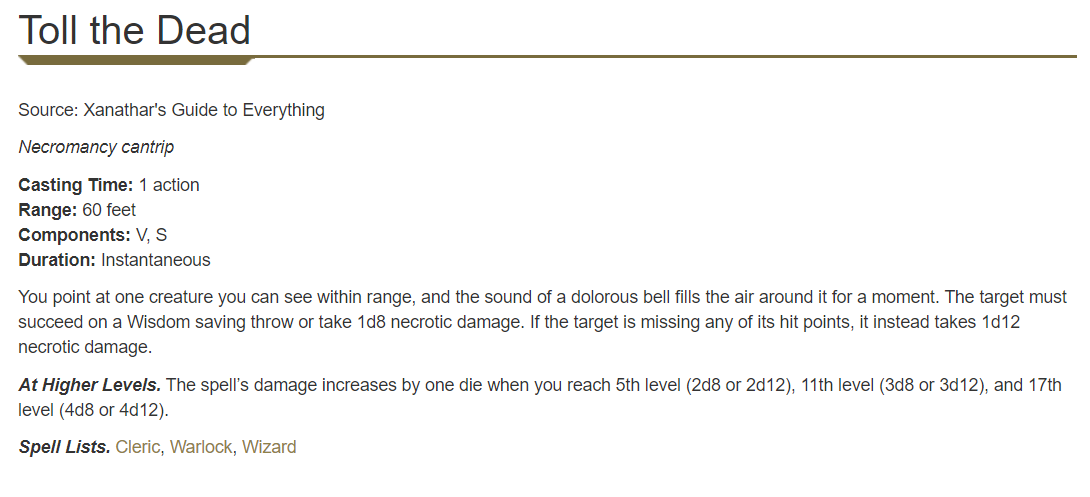 Toll the Dead
Source: Xanathar's Guide to Everything
Necromancy cantrip
Casting Time: 1 action
Range: 60 feet
Components: V, S
Duration: Instantaneous
You point at one creature you can see within range, and the sound of a dolorous bell fills the air around it for a moment. The target must
succeed on a Wisdom saving throw or take 1d8 necrotic damage. If the target is missing any of its hit points, it instead takes 1d12
necrotic damage.
At Higher Levels. The spell’s damage increases by one die when you reach 5th level (2d8 or 2d12), 11th level (3d8 or 3d12), and 17th
level (4d8 or 4d12).
Spell Lists. Cleric, Warlock, Wizard